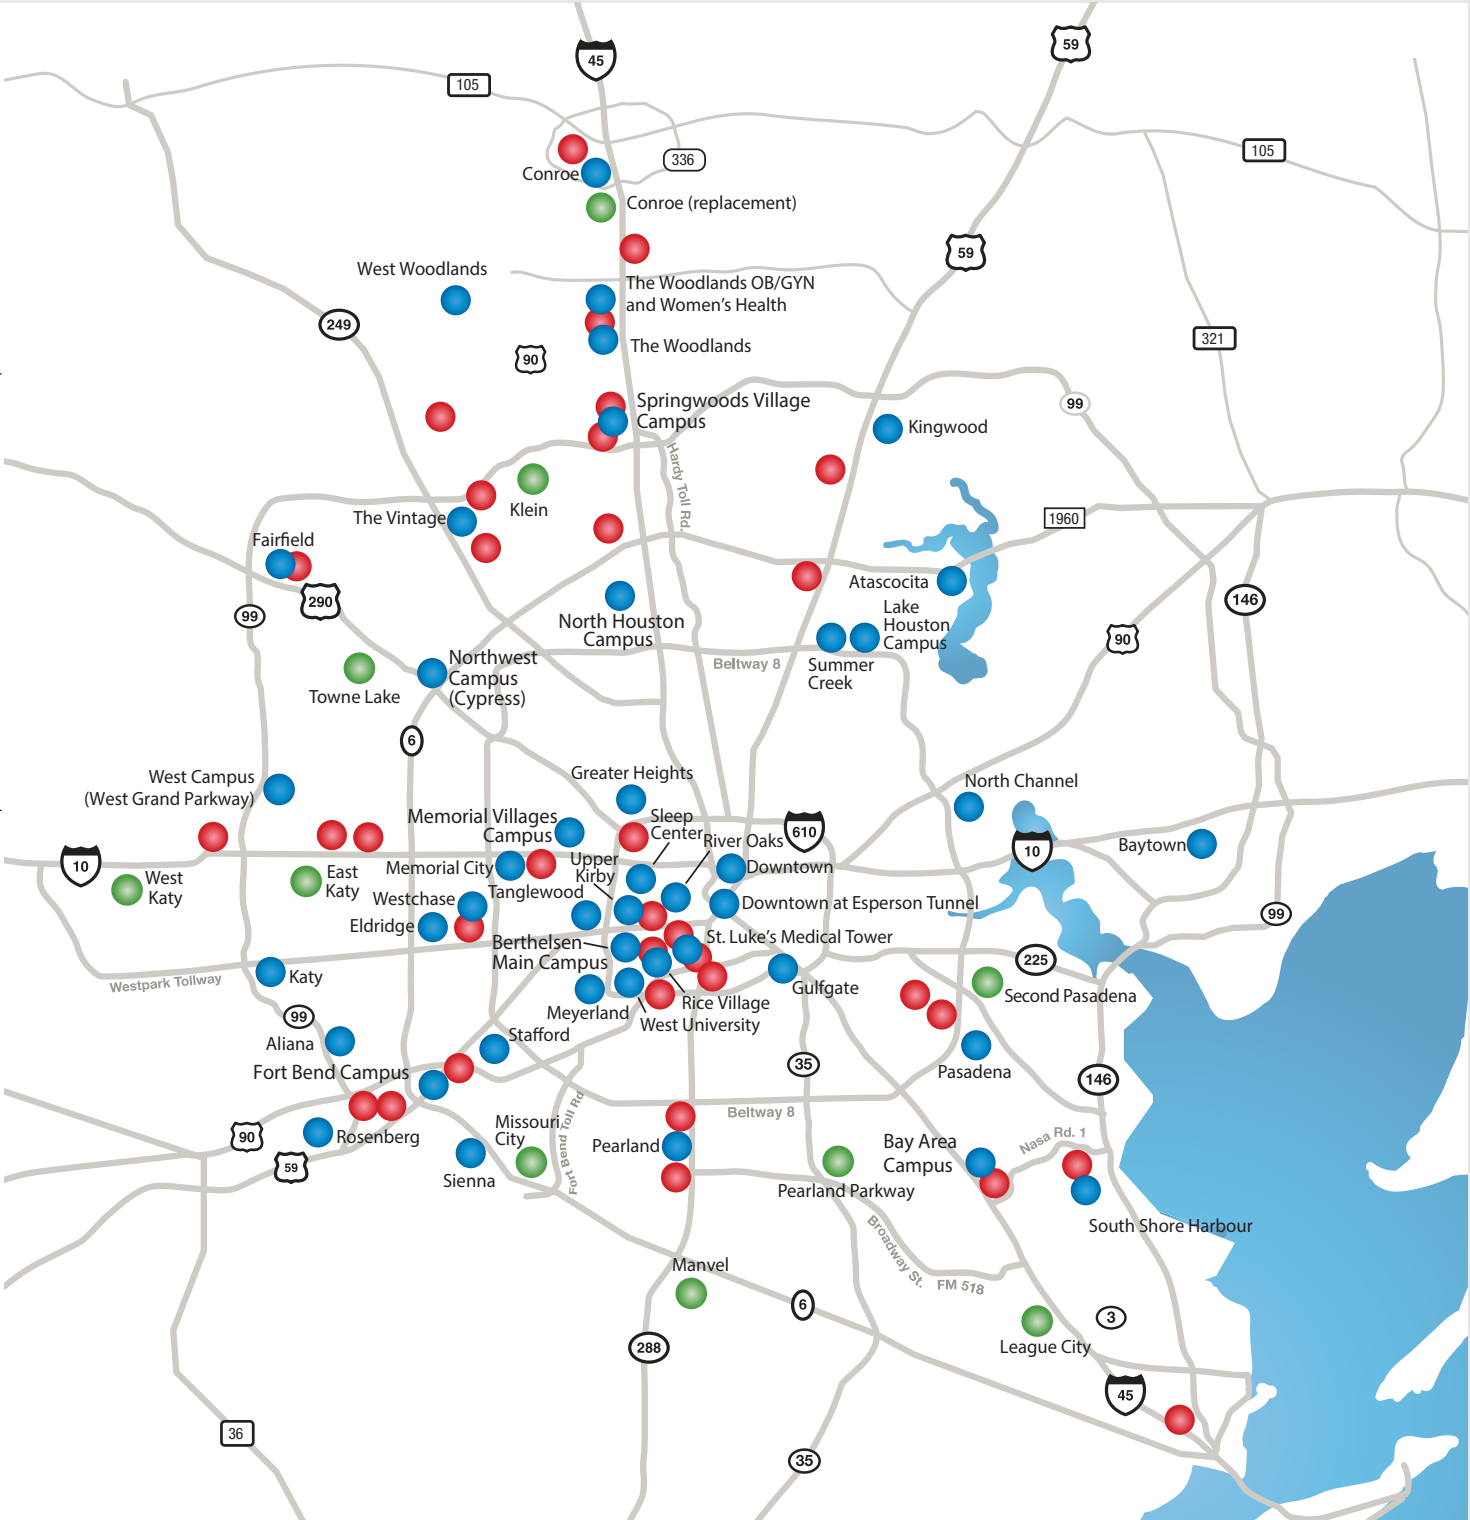 45
59
105
336
105
Conroe
Conroe (replacement)
59
West Woodlands
The Woodlands OB/GYN
and Women's Health
249
321
The Woodlands
90
Springwoods Village
Campus
99
Kingwood
Hardy Toll Rd.
Klein
The Vintage
1960
Fairfield
290
Atascocita
99
146
Lake
Houston
Campus
North Houston
Campus
90
Northwest
Campus
(Cypress)
Beltway 8
Summer
Creek
Towne Lake
6
West Campus
(West Grand Parkway)
Greater Heights
North Channel
Memorial Villages
Campus
Sleep
Center
River Oaks
610
10
Baytown
10
Memorial City
Upper
Kirby
Downtown
West
Katy
East
Katy
Westchase
Tanglewood
Downtown at Esperson Tunnel
99
Eldridge
Berthelsen
Main Campus
St. Luke's Medical Tower
225
Westpark Tollway
Katy
Gulfgate
Second Pasadena
Meyerland
Rice Village
West University
99
Aliana
Stafford
35
Fort Bend Campus
Pasadena
146
Missouri
City
Fort Bend Toll Rd
Beltway 8
90
Rosenberg
Pearland
Bay Area
Campus
Nasa Rd. 1
59
Sienna
Pearland Parkway
South Shore Harbour
Broadway St.
FM 518
Manvel
6
3
288
League City
45
36
35